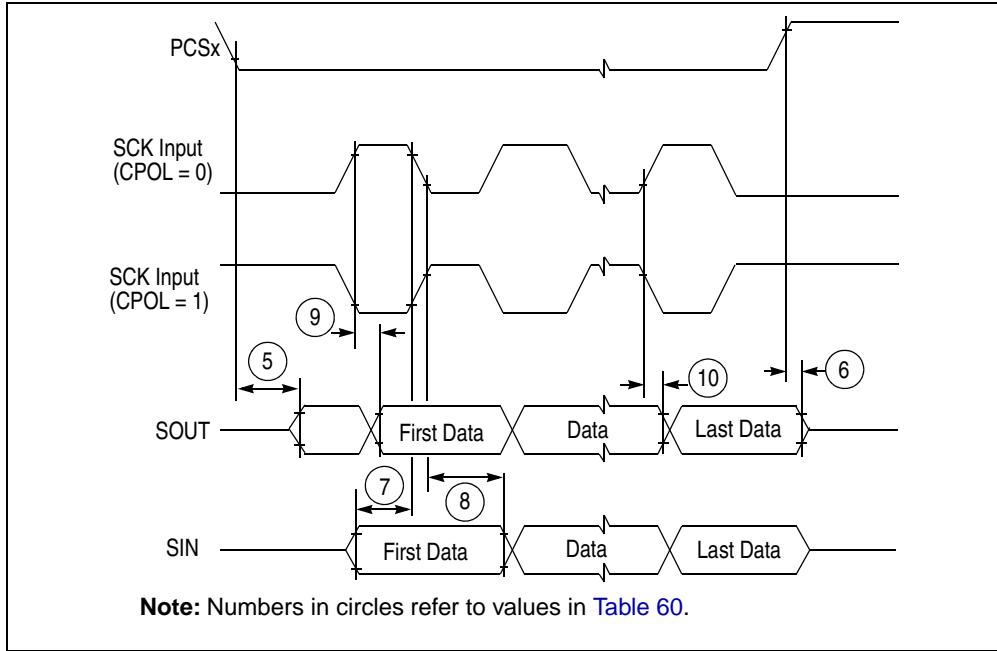 PCSx
SCK Input
(CPOL = 0)
SCK Input
(CPOL = 1)
9
5
10
6
SOUT
First Data
Data
Last Data
7
8
SIN
First Data
Data
Last Data
Note: Numbers in circles refer to values in Table 60.